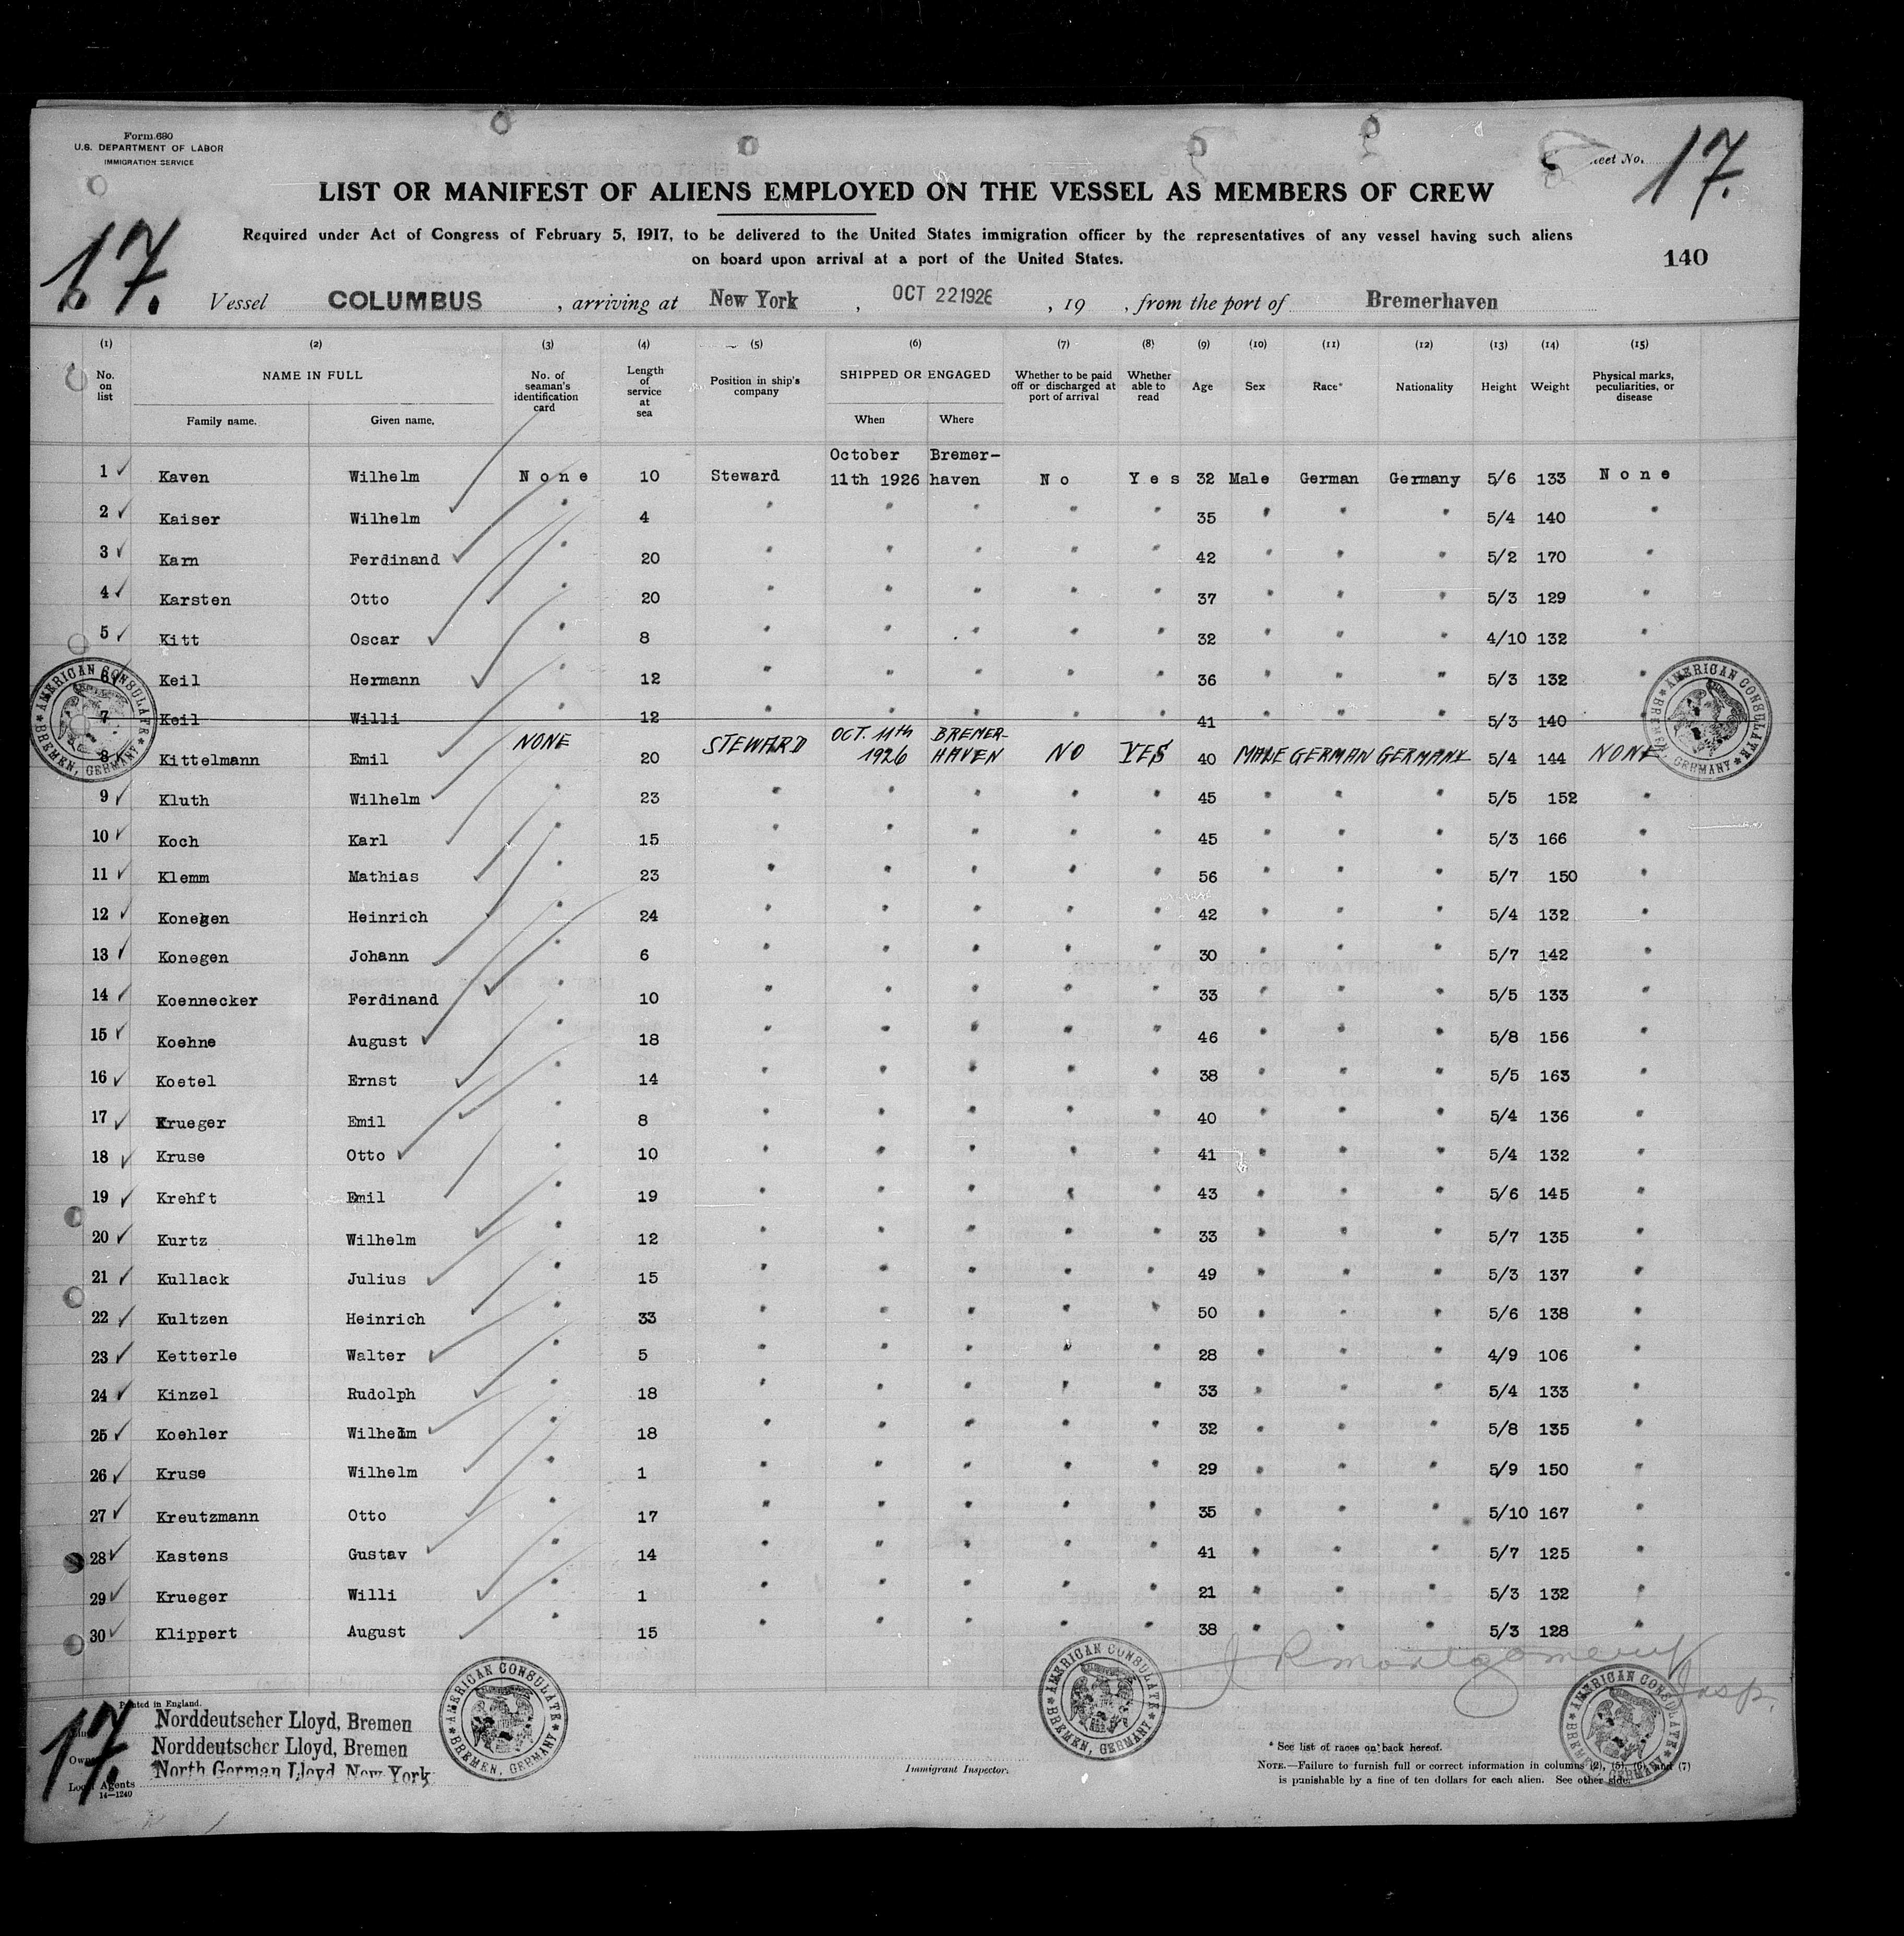 Form 680
U.S. DEPARTMENT OF LABOR
IMMIGRATION SERVICE
Sheet No. 17.
LIST OR MANIFEST OF ALIENS EMPLOYED ON THE VESSEL AS MEMBERS OF CREW
17.
Required under Act of Congress of February 5, 1917, to be delivered to the United States immigration officer by the representatives of any vessel having such aliens
on board upon arrival at a port of the United States.
140
Vessel COLUMBUS , arriving at New York , OCT 22 1926 , 19 , from the port of Bremerhaven
(1) (2) (3) (4) (5) (6) (7) (8) (9) (10) (11) (12) (13) (14) (15)
No. on list NAME IN FULL Family name. Given name. No. of seaman's identification card Length of service at sea Position in ship's company SHIPPED OR ENGAGED When Where Whether to be paid off or discharged at port of arrival Whether able to read Age Sex Race* Nationality Height Weight Physical marks, peculiarities, or disease
1 Kaven Wilhelm None 10 Steward October 11th 1926 Bremer-haven No Yes 32 Male German Germany 5/6 133 None
2 Kaiser Wilhelm " 4 " " " " " 35 " " " 5/4 140 "
3 Karn Ferdinand " 20 " " " " " 42 " " " 5/2 170 "
4 Karsten Otto 20 " " " " " 37 " " " 5/3 129 "
5 Kitt Oscar " 8 " " " " " 32 " " " 4/10 132 "
6 Keil Hermann " 12 " " " " " 36 " " " 5/3 132 "
7 Keil Willi " 12 " " " " " 41 " " " 5/3 140
8 Kittelmann Emil NONE 20 STEWARD OCT. 11th 1926 BREMER-HAVEN NO YES 40 MALE GERMAN GERMANY 5/4 144 NONE
9 Kluth Wilhelm " 23 " " " " " 45 " " " 5/5 152 "
10 Koch Karl " 15 " " " " " 45 " " " 5/3 166 "
11 Klemm Mathias " 23 " " " " " 56 " " " 5/7 150 "
12 Konegen Heinrich " 24 " " " " " 42 " " " 5/4 132 "
13 Konegen Johann " 6 " " " " " 30 " " " 5/7 142 "
14 Koennecker Ferdinand " 10 " " " " " 33 " " " 5/5 133 "
15 Koehne August " 18 " " " " " 46 " " " 5/8 156 "
16 Koetel Ernst " 14 " " " " " 38 " " " 5/5 163 "
17 Krueger Emil " 8 " " " " " 40 " " " 5/4 136 "
18 Kruse Otto " 10 " " " " " 41 " " " 5/4 132 "
19 Krehft Emil " 19 " " " " " 43 " " " 5/6 145 "
20 Kurtz Wilhelm " 12 " " " " " 33 " " " 5/7 135 "
21 Kullack Julius " 15 " " " " " 49 " " " 5/3 137 "
22 Kultzen Heinrich " 33 " " " " " 50 " " " 5/6 138 "
23 Ketterle Walter " 5 " " " " " 28 " " " 4/9 106 "
24 Kinzel Rudolph " 18 " " " " " 33 " " " 5/4 133 "
25 Koehler Wilhelm " 18 " " " " " 32 " " " 5/8 135 "
26 Kruse Wilhelm " 1 " " " " " 29 " " " 5/9 150 "
27 Kreutzmann Otto " 17 " " " " " 35 " " " 5/10 167 "
28 Kastens Gustav " 14 " " " " " 41 " " " 5/7 125 "
29 Krueger Willi " 1 " " " " " 21 " " " 5/3 132 "
30 Klippert August " 15 " " " " " 38 " " " 5/3 128 "
AMERICAN CONSULATE BREMEN, GERMANY
AMERICAN CONSULATE BREMEN, GERMANY
J R Montgomery Insp.
Printed in England.
17.
Norddeutscher Lloyd, Bremen
Owners Norddeutscher Lloyd, Bremen
Local Agents North German Lloyd, New York
14—1240
AMERICAN CONSULATE BREMEN, GERMANY
AMERICAN CONSULATE BREMEN, GERMANY
AMERICAN CONSULATE BREMEN, GERMANY
Immigrant Inspector.
* See list of races on back hereof.
NOTE.—Failure to furnish full or correct information in columns (2), (5), (6), and (7)
is punishable by a fine of ten dollars for each alien. See other side.